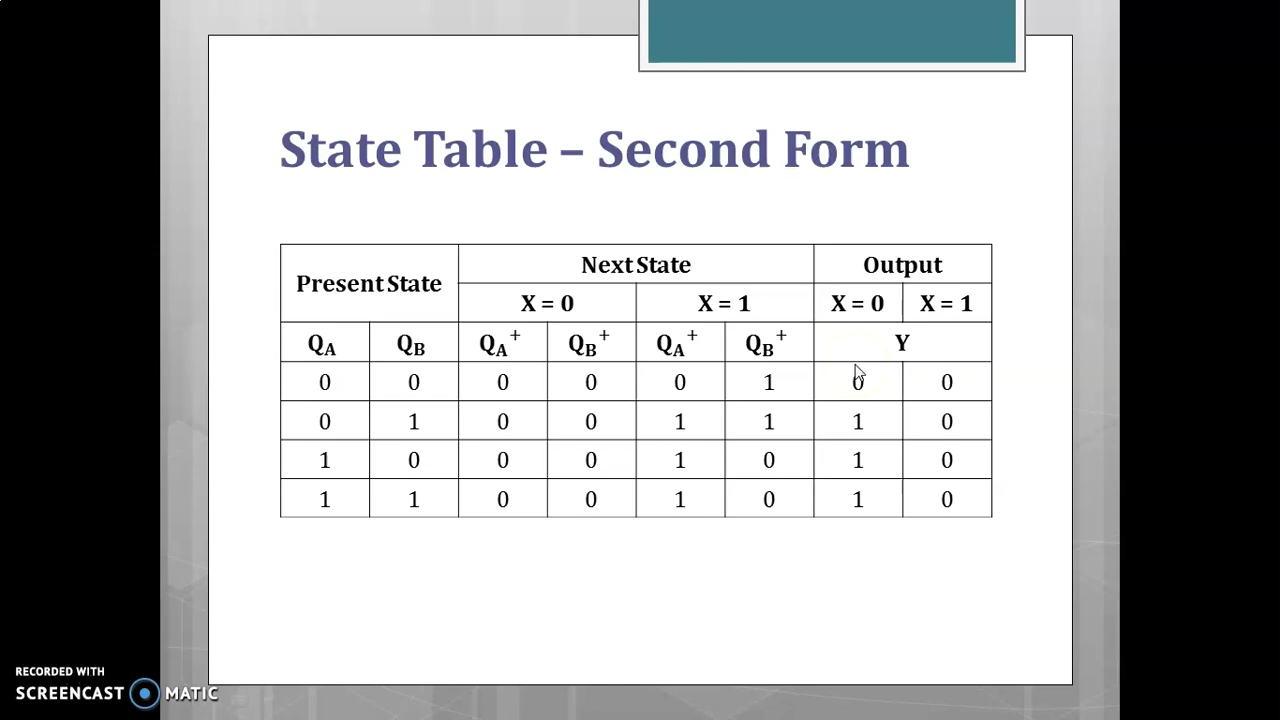 State Table – Second Form
Present State Next State Output
X = 0 X = 1 X = 0 X = 1
QA QB QA+ QB+ QA+ QB+ Y
0 0 0 0 0 1 0 0
0 1 0 0 1 1 1 0
1 0 0 0 1 0 1 0
1 1 0 0 1 0 1 0
RECORDED WITH
SCREENCAST MATIC